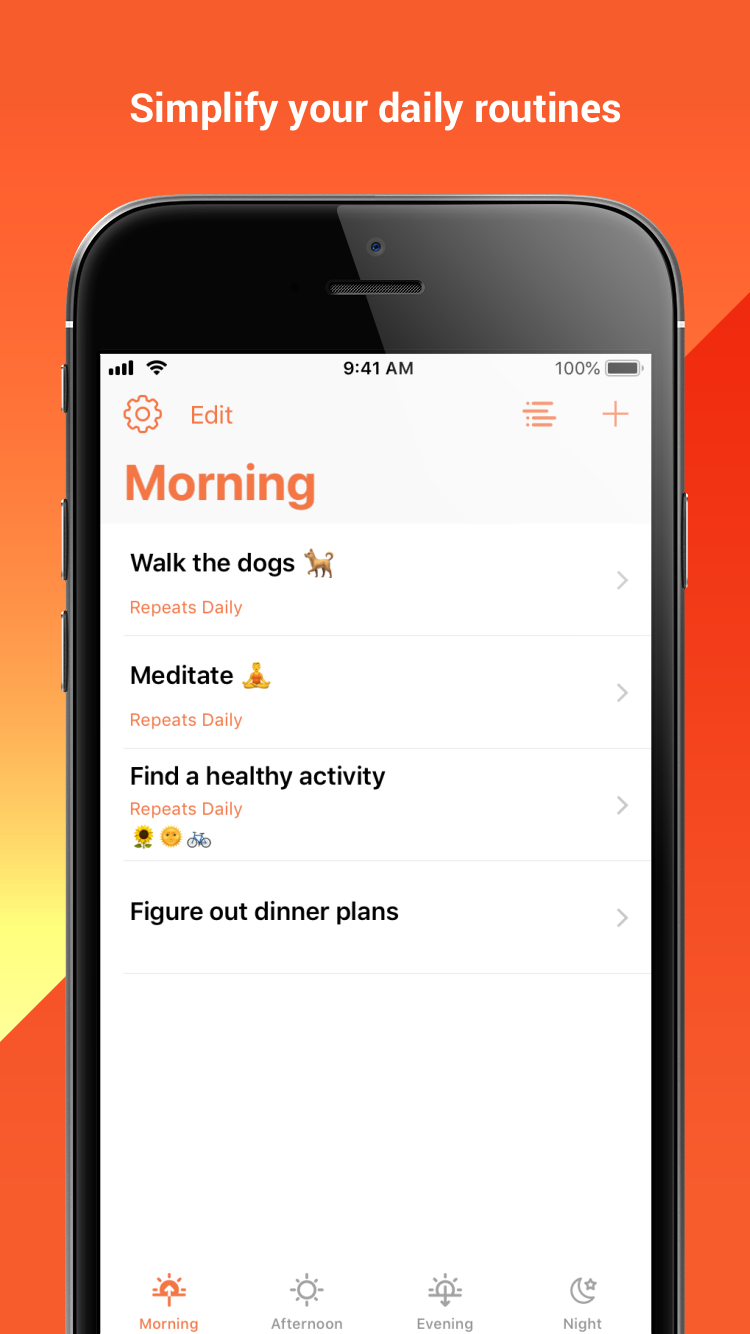 Simplify your daily routines
9:41 AM
100%
Edit
Morning
Walk the dogs 🐕
Repeats Daily
Meditate 🧘
Repeats Daily
Find a healthy activity
Repeats Daily
🌻🌞🚲
Figure out dinner plans
Morning
Afternoon
Evening
Night